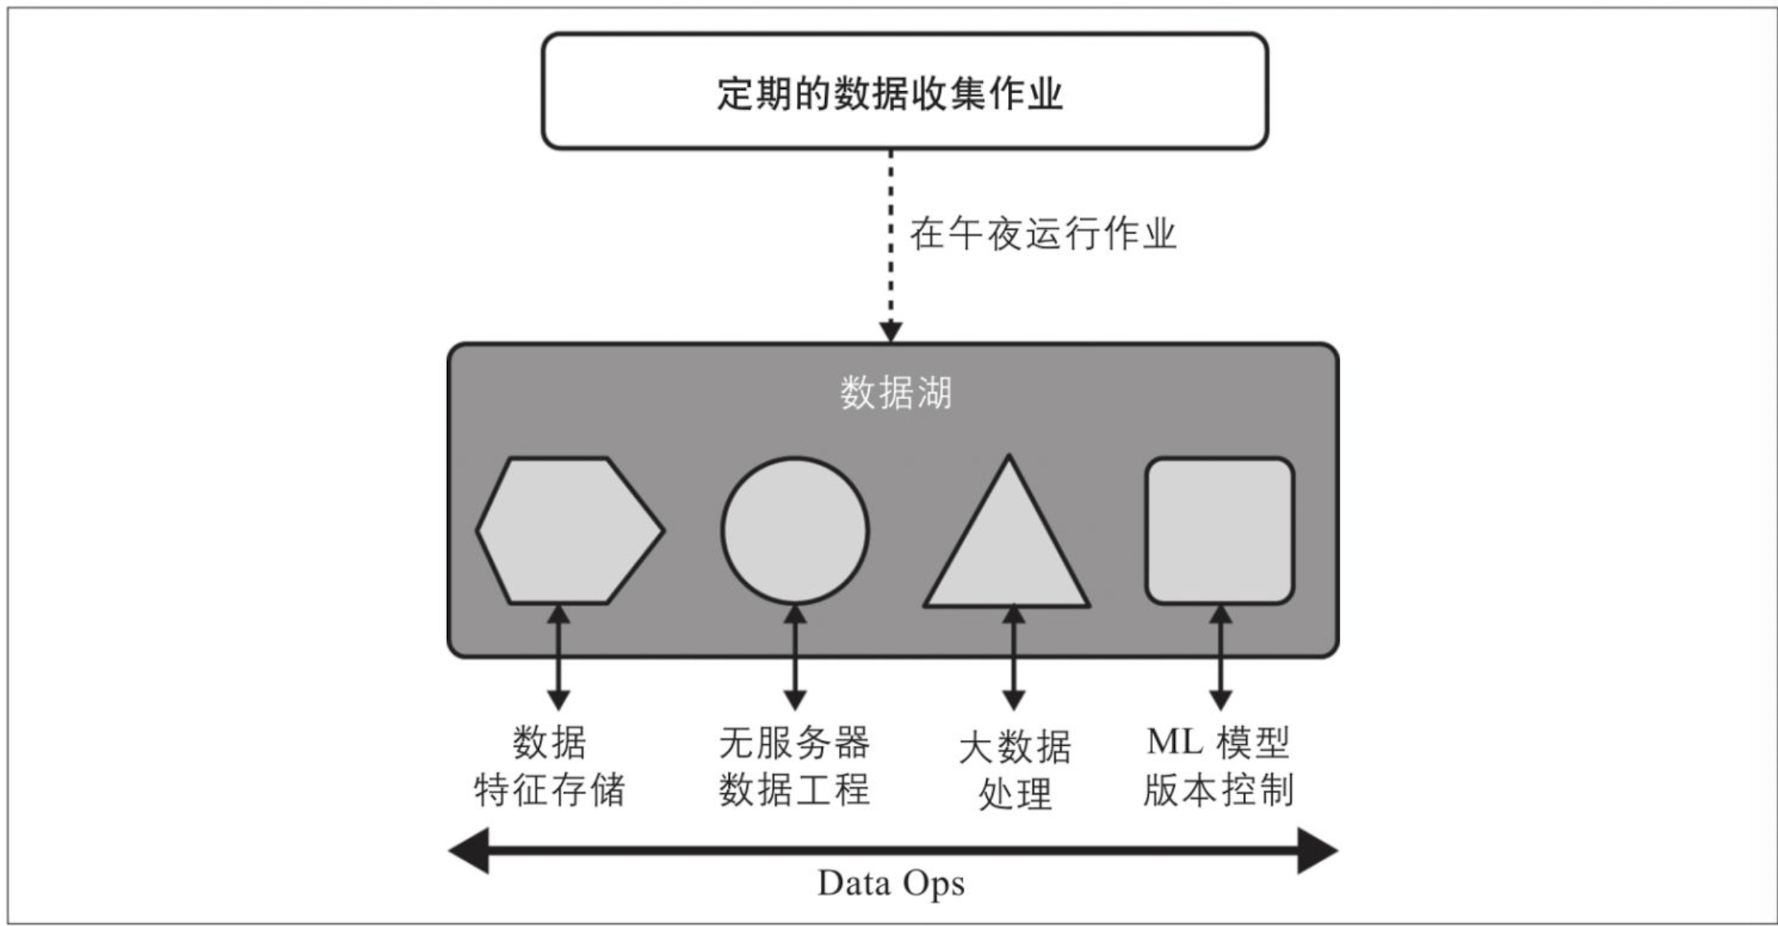 定期的数据收集作业
在午夜运行作业
数据湖
数据
特征存储
无服务器
数据工程
大数据
处理
ML 模型
版本控制
Data Ops